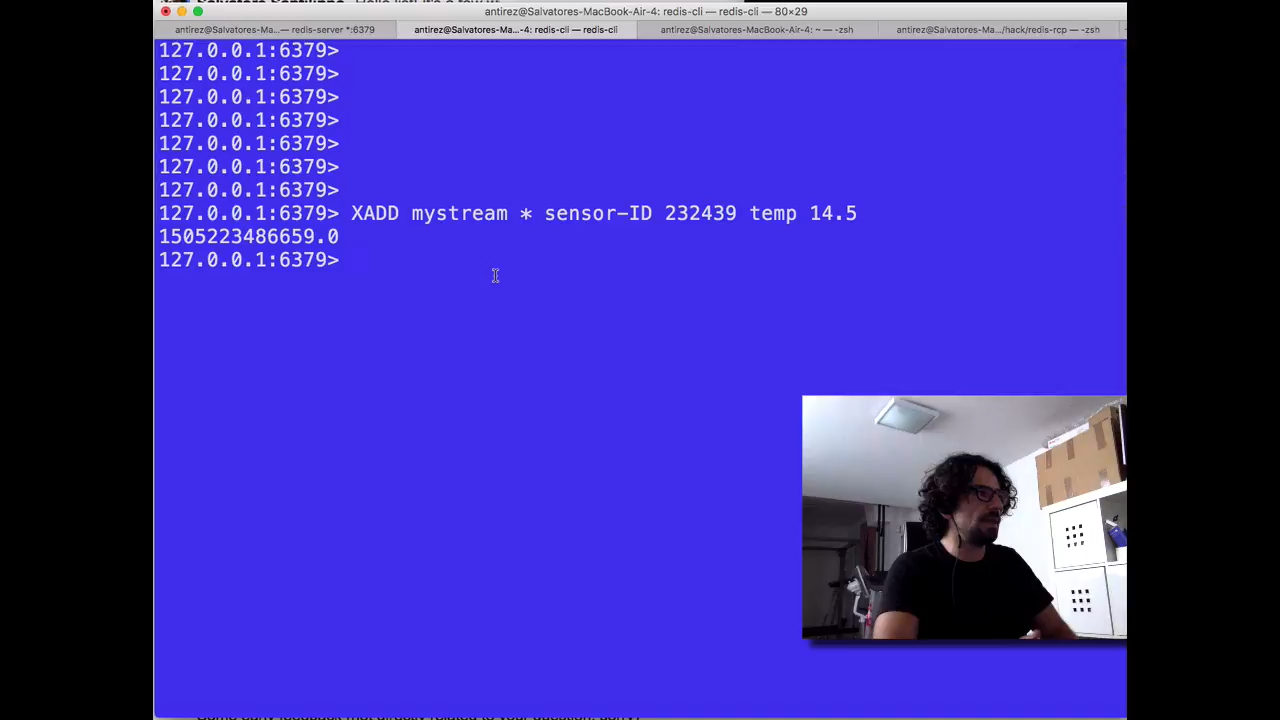 antirez@Salvatores-MacBook-Air-4: redis-cli — redis-cli — 80×29
antirez@Salvatores-Ma...— redis-server *:6379
antirez@Salvatores-Ma...-4: redis-cli — redis-cli
antirez@Salvatores-MacBook-Air-4: ~ — -zsh
antirez@Salvatores-Ma.../hack/redis-rcp — -zsh
127.0.0.1:6379>
127.0.0.1:6379>
127.0.0.1:6379>
127.0.0.1:6379>
127.0.0.1:6379>
127.0.0.1:6379>
127.0.0.1:6379>
127.0.0.1:6379> XADD mystream * sensor-ID 232439 temp 14.5
1505223486659.0
127.0.0.1:6379>